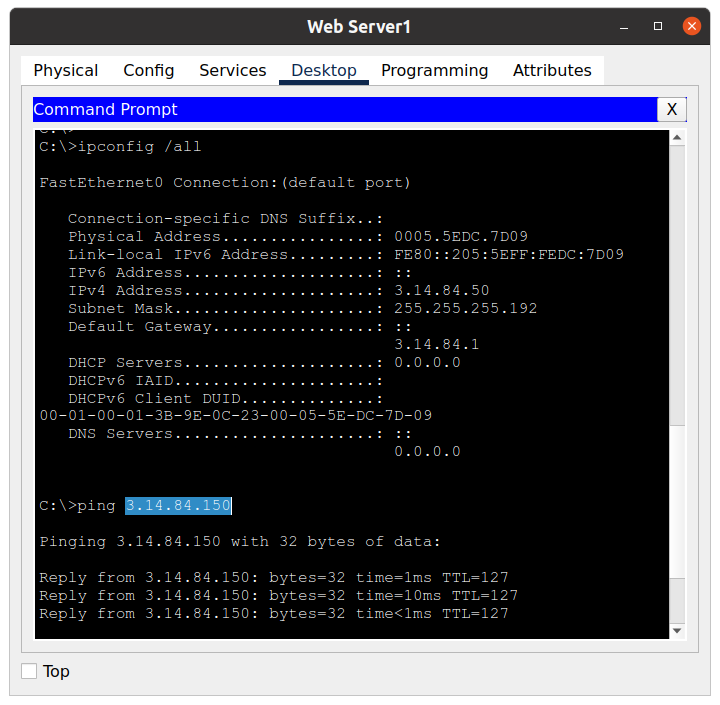 Web Server1
Physical Config Services Desktop Programming Attributes
Command Prompt X
C:\>ipconfig /all
FastEthernet0 Connection:(default port)
Connection-specific DNS Suffix..:
Physical Address................: 0005.5EDC.7D09
Link-local IPv6 Address.........: FE80::205:5EFF:FEDC:7D09
IPv6 Address....................: ::
IPv4 Address....................: 3.14.84.50
Subnet Mask.....................: 255.255.255.192
Default Gateway.................: ::
3.14.84.1
DHCP Servers....................: 0.0.0.0
DHCPv6 IAID.....................:
DHCPv6 Client DUID..............:
00-01-00-01-3B-9E-0C-23-00-05-5E-DC-7D-09
DNS Servers.....................: ::
0.0.0.0
C:\>ping 3.14.84.150
Pinging 3.14.84.150 with 32 bytes of data:
Reply from 3.14.84.150: bytes=32 time=1ms TTL=127
Reply from 3.14.84.150: bytes=32 time=10ms TTL=127
Reply from 3.14.84.150: bytes=32 time<1ms TTL=127
Top